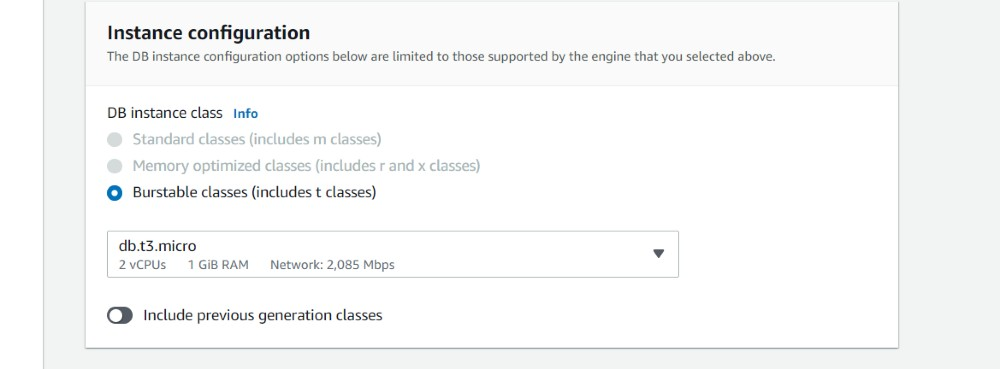 Instance configuration
The DB instance configuration options below are limited to those supported by the engine that you selected above.
DB instance class Info
Standard classes (includes m classes)
Memory optimized classes (includes r and x classes)
Burstable classes (includes t classes)
db.t3.micro
2 vCPUs 1 GiB RAM Network: 2,085 Mbps
Include previous generation classes